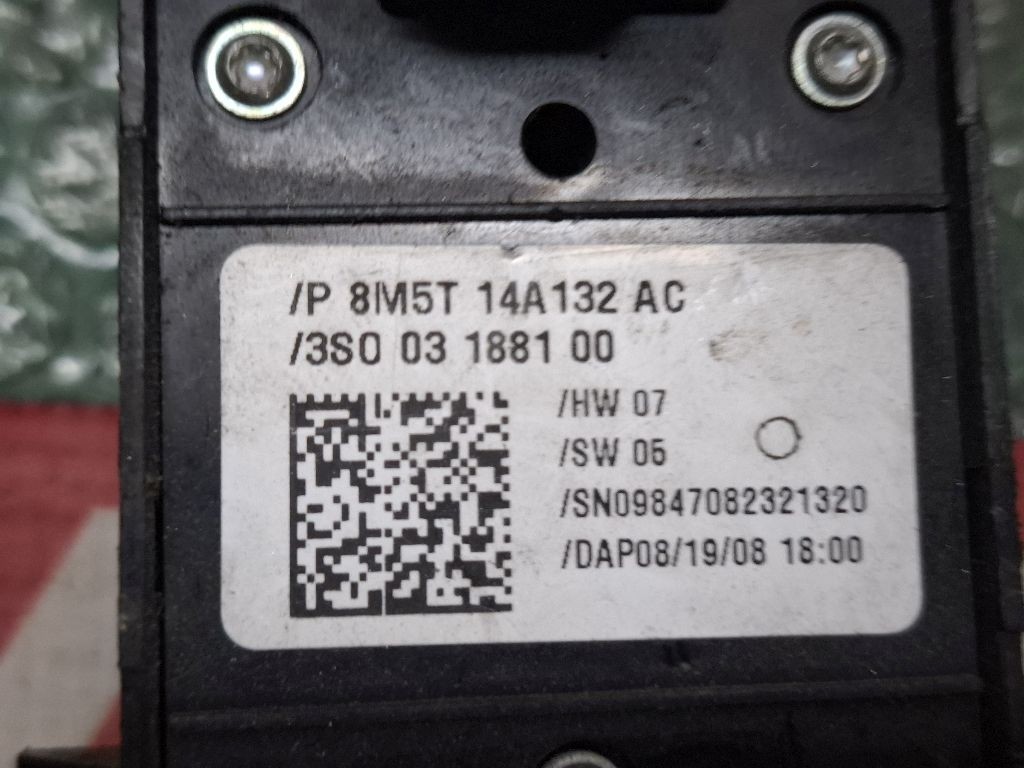 /P 8M5T 14A132 AC
/3S0 03 1881 00
/HW 07
/SW 05
/SN09847082321320
/DAP08/19/08 18:00